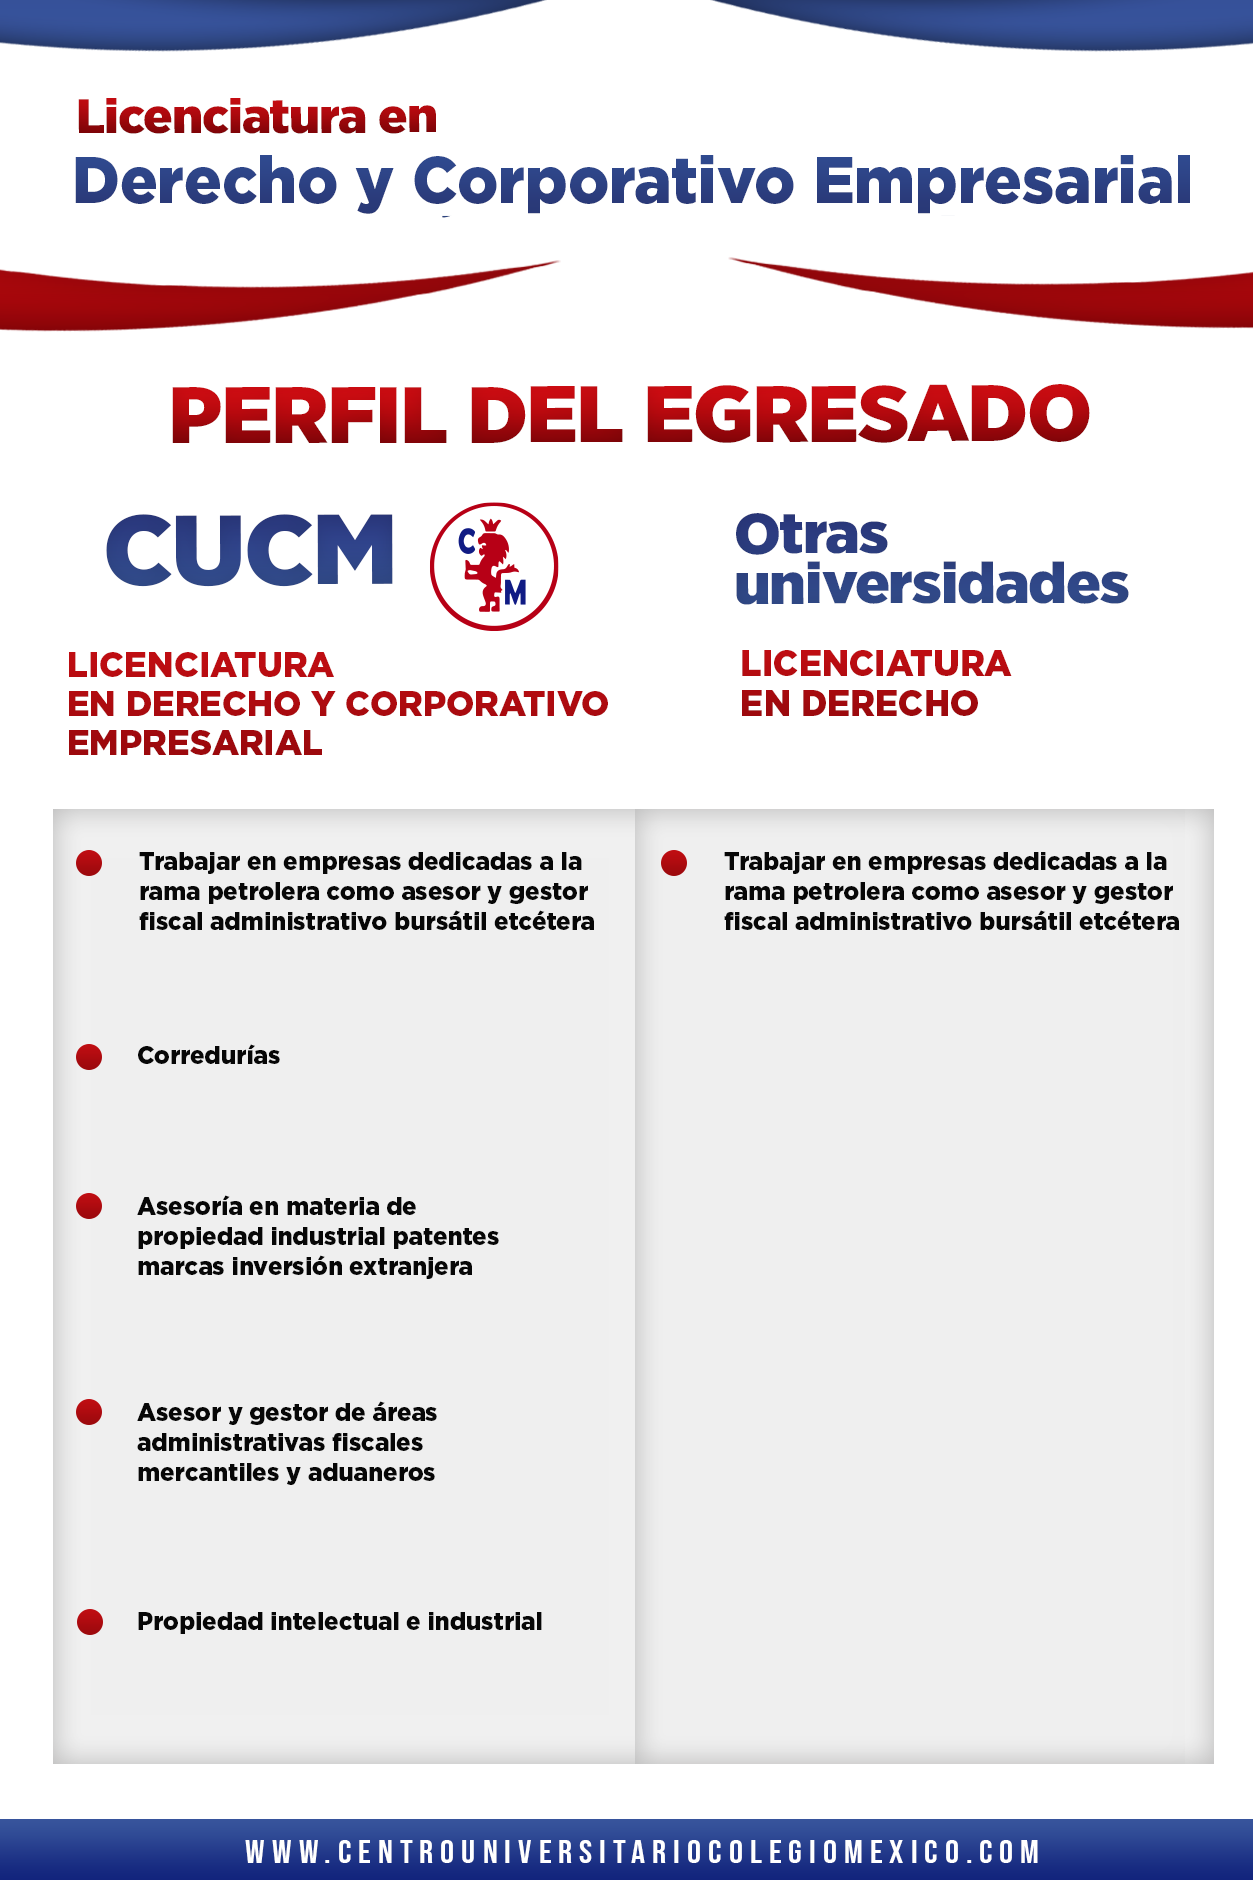 Licenciatura en
Derecho y Corporativo Empresarial
PERFIL DEL EGRESADO
CUCM
C
M
LICENCIATURA
EN DERECHO Y CORPORATIVO
EMPRESARIAL
Otras
universidades
LICENCIATURA
EN DERECHO
Trabajar en empresas dedicadas a la
rama petrolera como asesor y gestor
fiscal administrativo bursátil etcétera
Corredurías
Asesoría en materia de
propiedad industrial patentes
marcas inversión extranjera
Asesor y gestor de áreas
administrativas fiscales
mercantiles y aduaneros
Propiedad intelectual e industrial
Trabajar en empresas dedicadas a la
rama petrolera como asesor y gestor
fiscal administrativo bursátil etcétera
WWW.CENTROUNIVERSITARIOCOLEGIOMEXICO.COM